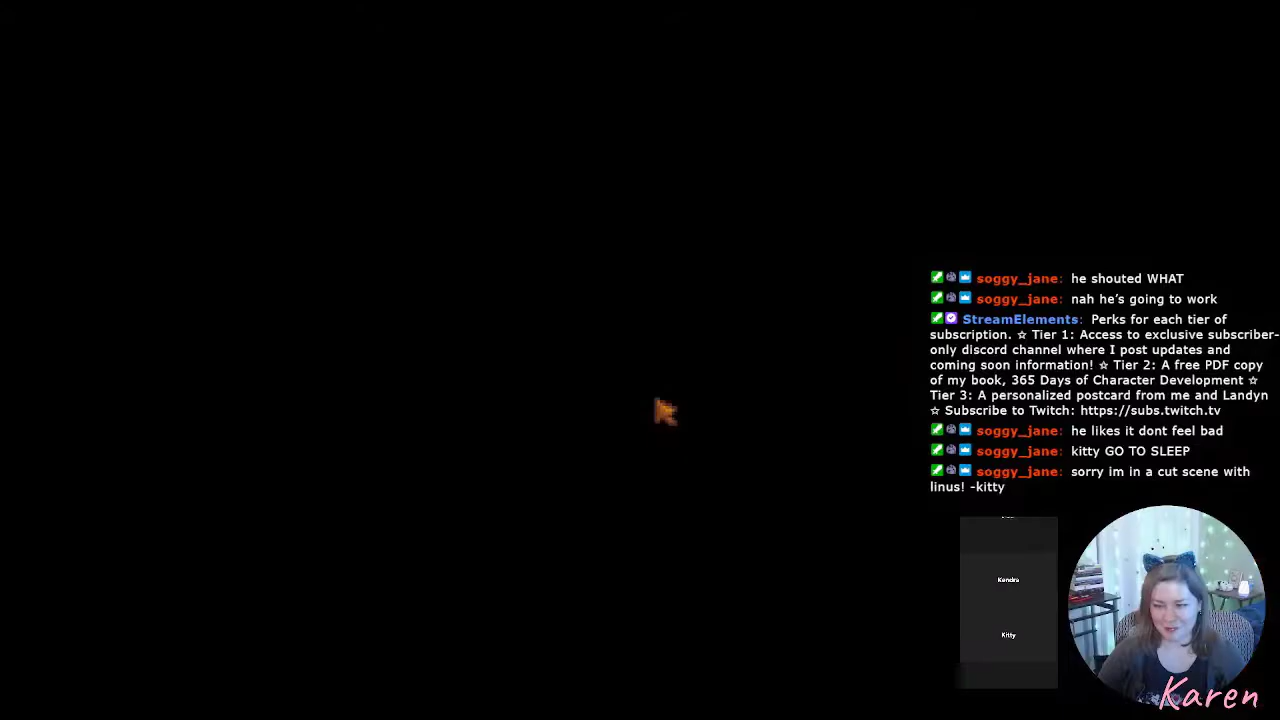 soggy_jane: he shouted WHAT
soggy_jane: nah he's going to work
StreamElements: Perks for each tier of
subscription. ☆ Tier 1: Access to exclusive subscriber-
only discord channel where I post updates and
coming soon information! ☆ Tier 2: A free PDF copy
of my book, 365 Days of Character Development ☆
Tier 3: A personalized postcard from me and Landyn
☆ Subscribe to Twitch: https://subs.twitch.tv
soggy_jane: he likes it dont feel bad
soggy_jane: kitty GO TO SLEEP
soggy_jane: sorry im in a cut scene with
linus! -kitty
Kendra
Kitty
Karen